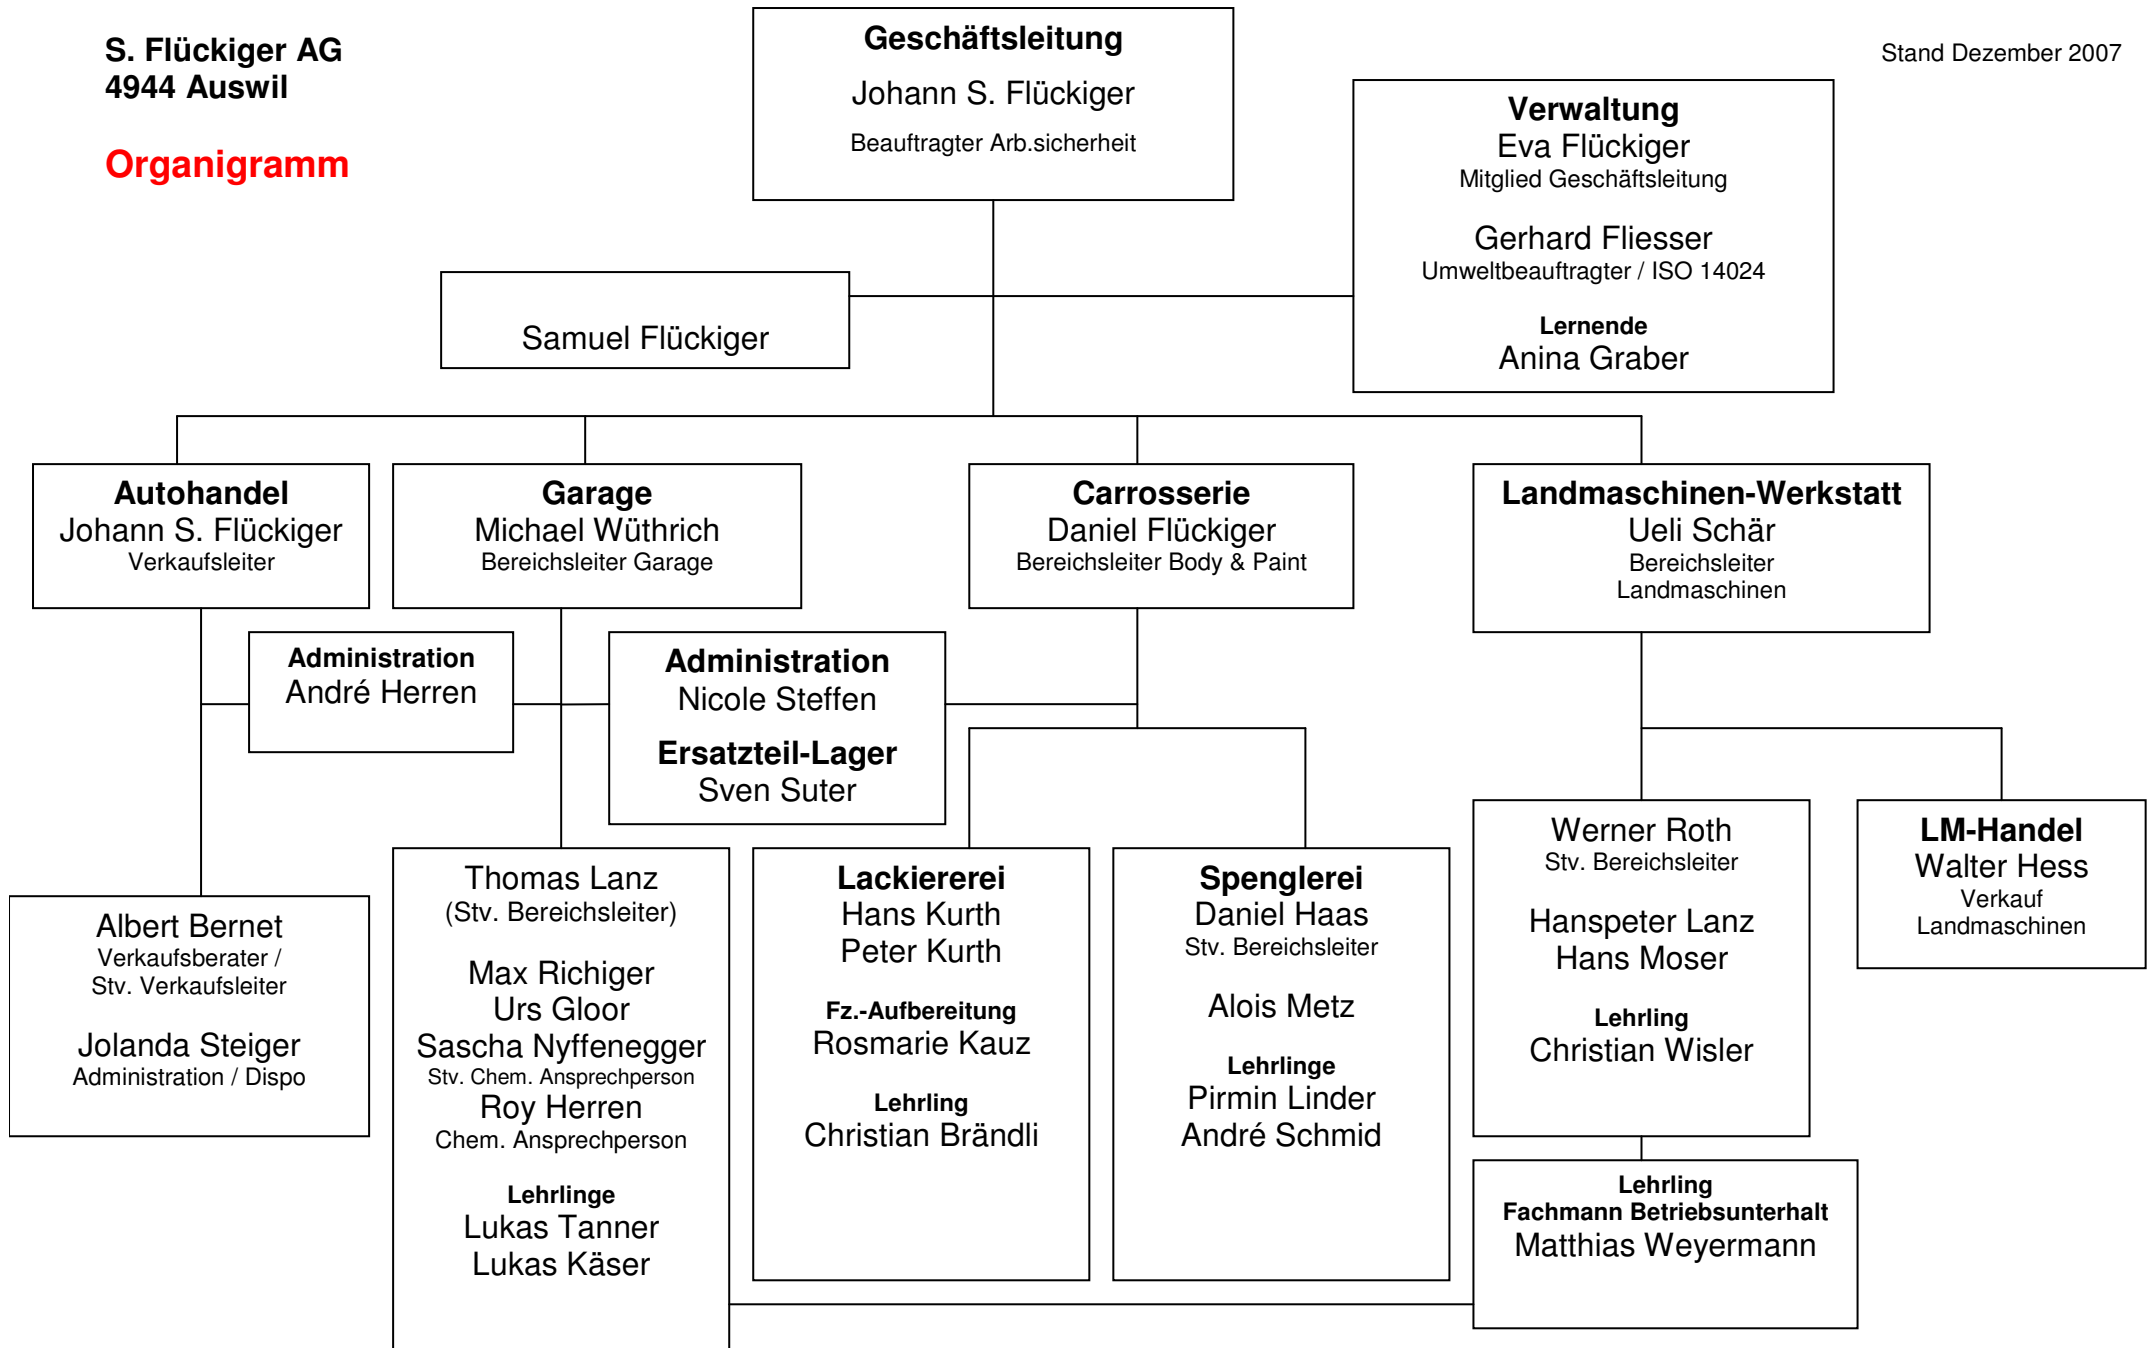 S. Flückiger AG
4944 Auswil
Organigramm
Geschäftsleitung
Johann S. Flückiger
Beauftragter Arb.sicherheit
Stand Dezember 2007
Verwaltung
Eva Flückiger
Mitglied Geschäftsleitung
Gerhard Fliesser
Umweltbeauftragter / ISO 14024
Lernende
Anina Graber
Samuel Flückiger
Autohandel
Johann S. Flückiger
Verkaufsleiter
Garage
Michael Wüthrich
Bereichsleiter Garage
Carrosserie
Daniel Flückiger
Bereichsleiter Body & Paint
Landmaschinen-Werkstatt
Ueli Schär
Bereichsleiter
Landmaschinen
Administration
André Herren
Administration
Nicole Steffen
Ersatzteil-Lager
Sven Suter
Albert Bernet
Verkaufsberater /
Stv. Verkaufsleiter
Jolanda Steiger
Administration / Dispo
Thomas Lanz
(Stv. Bereichsleiter)
Max Richiger
Urs Gloor
Sascha Nyffenegger
Stv. Chem. Ansprechperson
Roy Herren
Chem. Ansprechperson
Lehrlinge
Lukas Tanner
Lukas Käser
Lackiererei
Hans Kurth
Peter Kurth
Fz.-Aufbereitung
Rosmarie Kauz
Lehrling
Christian Brändli
Spenglerei
Daniel Haas
Stv. Bereichsleiter
Alois Metz
Lehrlinge
Pirmin Linder
André Schmid
Werner Roth
Stv. Bereichsleiter
Hanspeter Lanz
Hans Moser
Lehrling
Christian Wisler
LM-Handel
Walter Hess
Verkauf
Landmaschinen
Lehrling
Fachmann Betriebsunterhalt
Matthias Weyermann